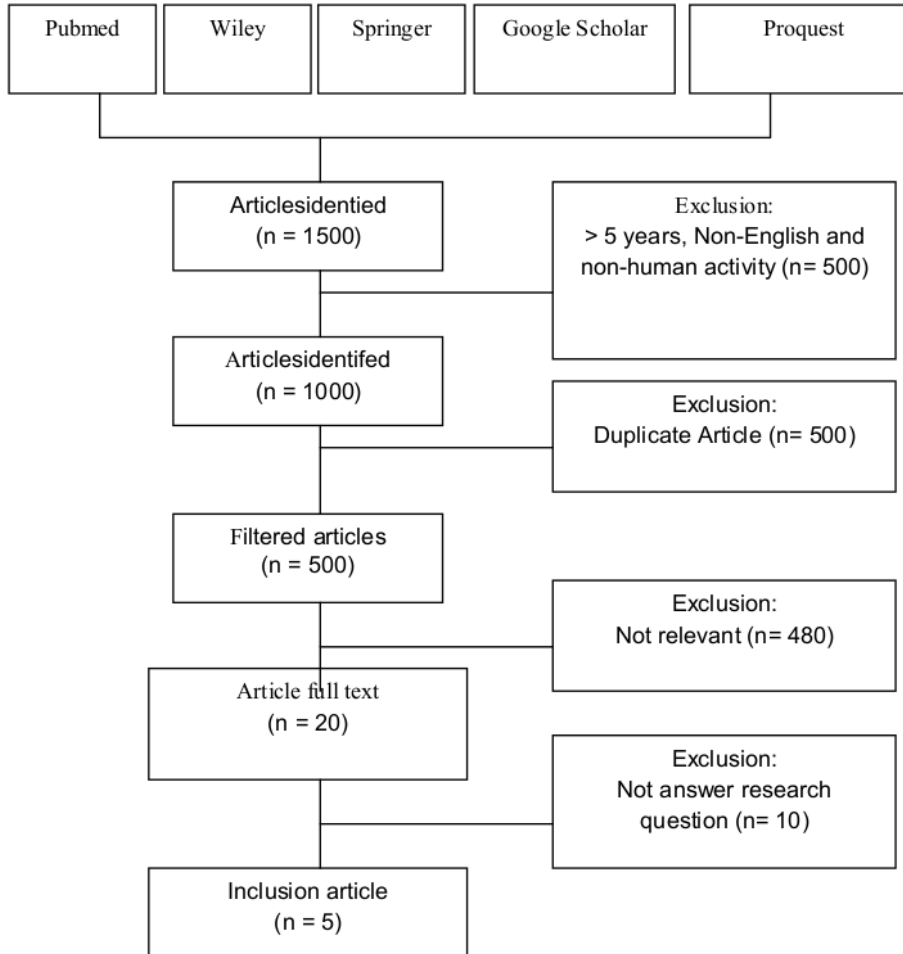 Pubmed
Wiley
Springer
Google Scholar
Proquest
Articlesidentied
(n = 1500)
Exclusion:
> 5 years, Non-English and
non-human activity (n= 500)
Articlesidentifed
(n = 1000)
Exclusion:
Duplicate Article (n= 500)
Filtered articles
(n = 500)
Exclusion:
Not relevant (n= 480)
Article full text
(n = 20)
Exclusion:
Not answer research
question (n= 10)
Inclusion article
(n = 5)